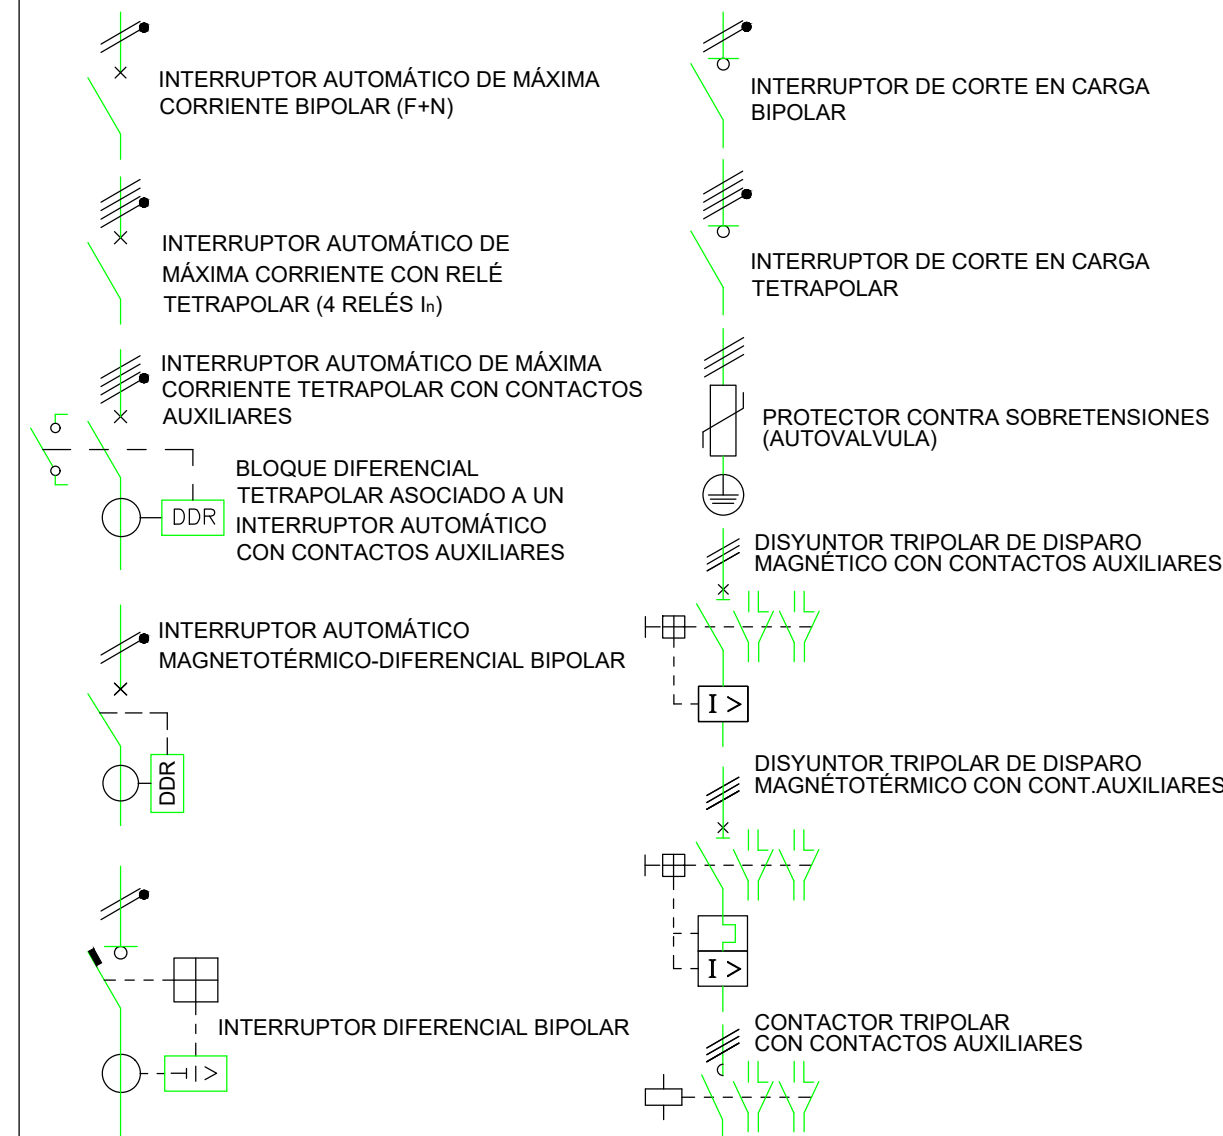 INTERRUPTOR AUTOMÁTICO DE MÁXIMA
CORRIENTE BIPOLAR (F+N)
INTERRUPTOR AUTOMÁTICO DE
MÁXIMA CORRIENTE CON RELÉ
TETRAPOLAR (4 RELÉS In)
INTERRUPTOR AUTOMÁTICO DE MÁXIMA
CORRIENTE TETRAPOLAR CON CONTACTOS
AUXILIARES
BLOQUE DIFERENCIAL
TETRAPOLAR ASOCIADO A UN
INTERRUPTOR AUTOMÁTICO
CON CONTACTOS AUXILIARES
DDR
INTERRUPTOR AUTOMÁTICO
MAGNETOTÉRMICO-DIFERENCIAL BIPOLAR
DDR
INTERRUPTOR DIFERENCIAL BIPOLAR
I >
INTERRUPTOR DE CORTE EN CARGA
BIPOLAR
INTERRUPTOR DE CORTE EN CARGA
TETRAPOLAR
PROTECTOR CONTRA SOBRETENSIONES
(AUTOVALVULA)
DISYUNTOR TRIPOLAR DE DISPARO
MAGNÉTICO CON CONTACTOS AUXILIARES
I >
DISYUNTOR TRIPOLAR DE DISPARO
MAGNÉTOTÉRMICO CON CONT.AUXILIARES
I >
CONTACTOR TRIPOLAR
CON CONTACTOS AUXILIARES